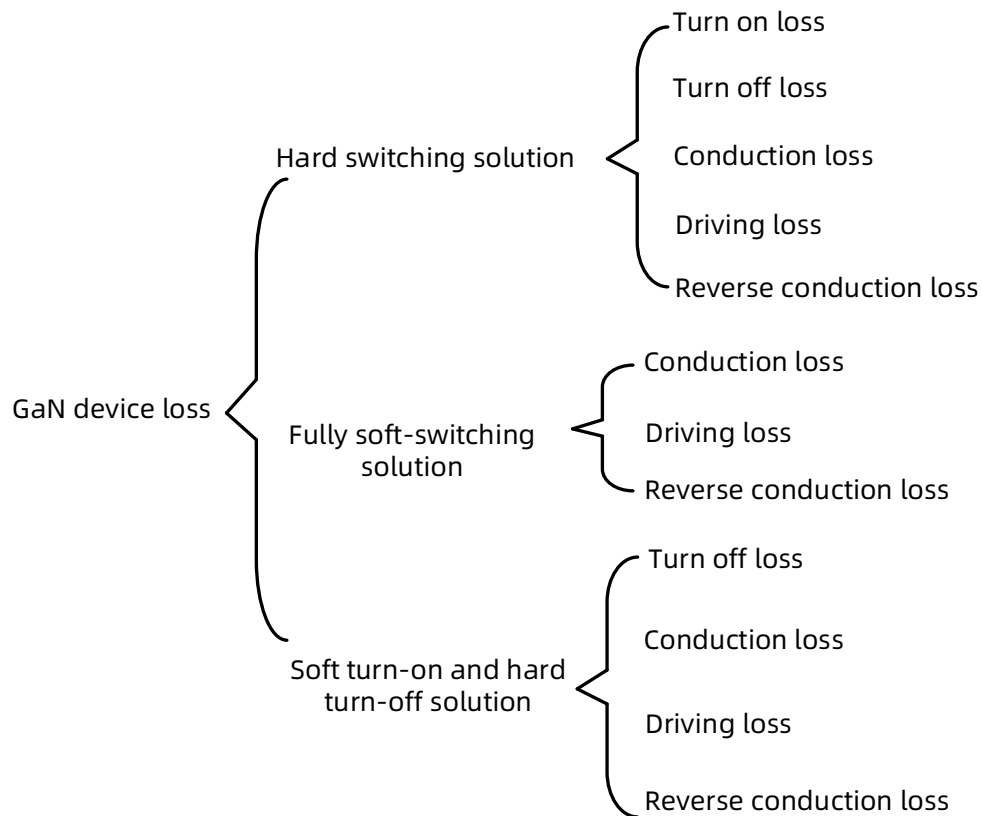 GaN device loss
Hard switching solution
Turn on loss
Turn off loss
Conduction loss
Driving loss
Reverse conduction loss
Fully soft-switching
solution
Conduction loss
Driving loss
Reverse conduction loss
Soft turn-on and hard
turn-off solution
Turn off loss
Conduction loss
Driving loss
Reverse conduction loss